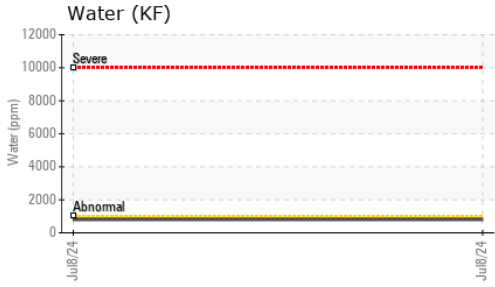 Water (KF)
12000
Severe
10000
8000
Water (ppm)
6000
4000
2000
Abnormal
0
Jul8/24
Jul8/24